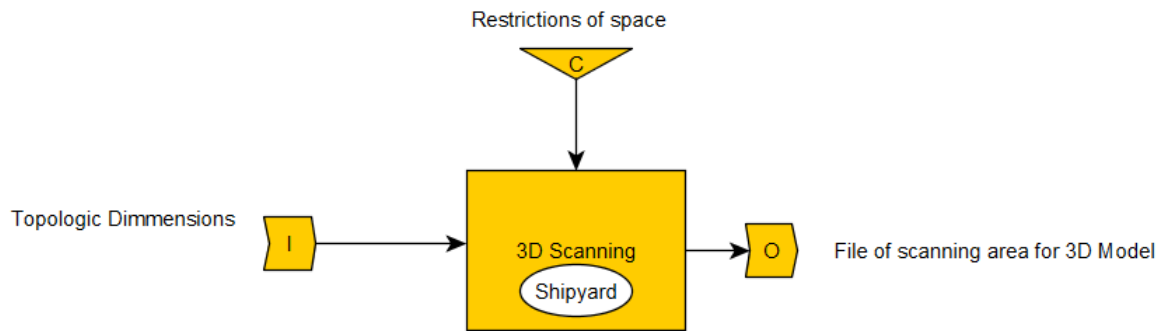 Restrictions of space
C
Topologic Dimmensions
I
3D Scanning
Shipyard
O
File of scanning area for 3D Model